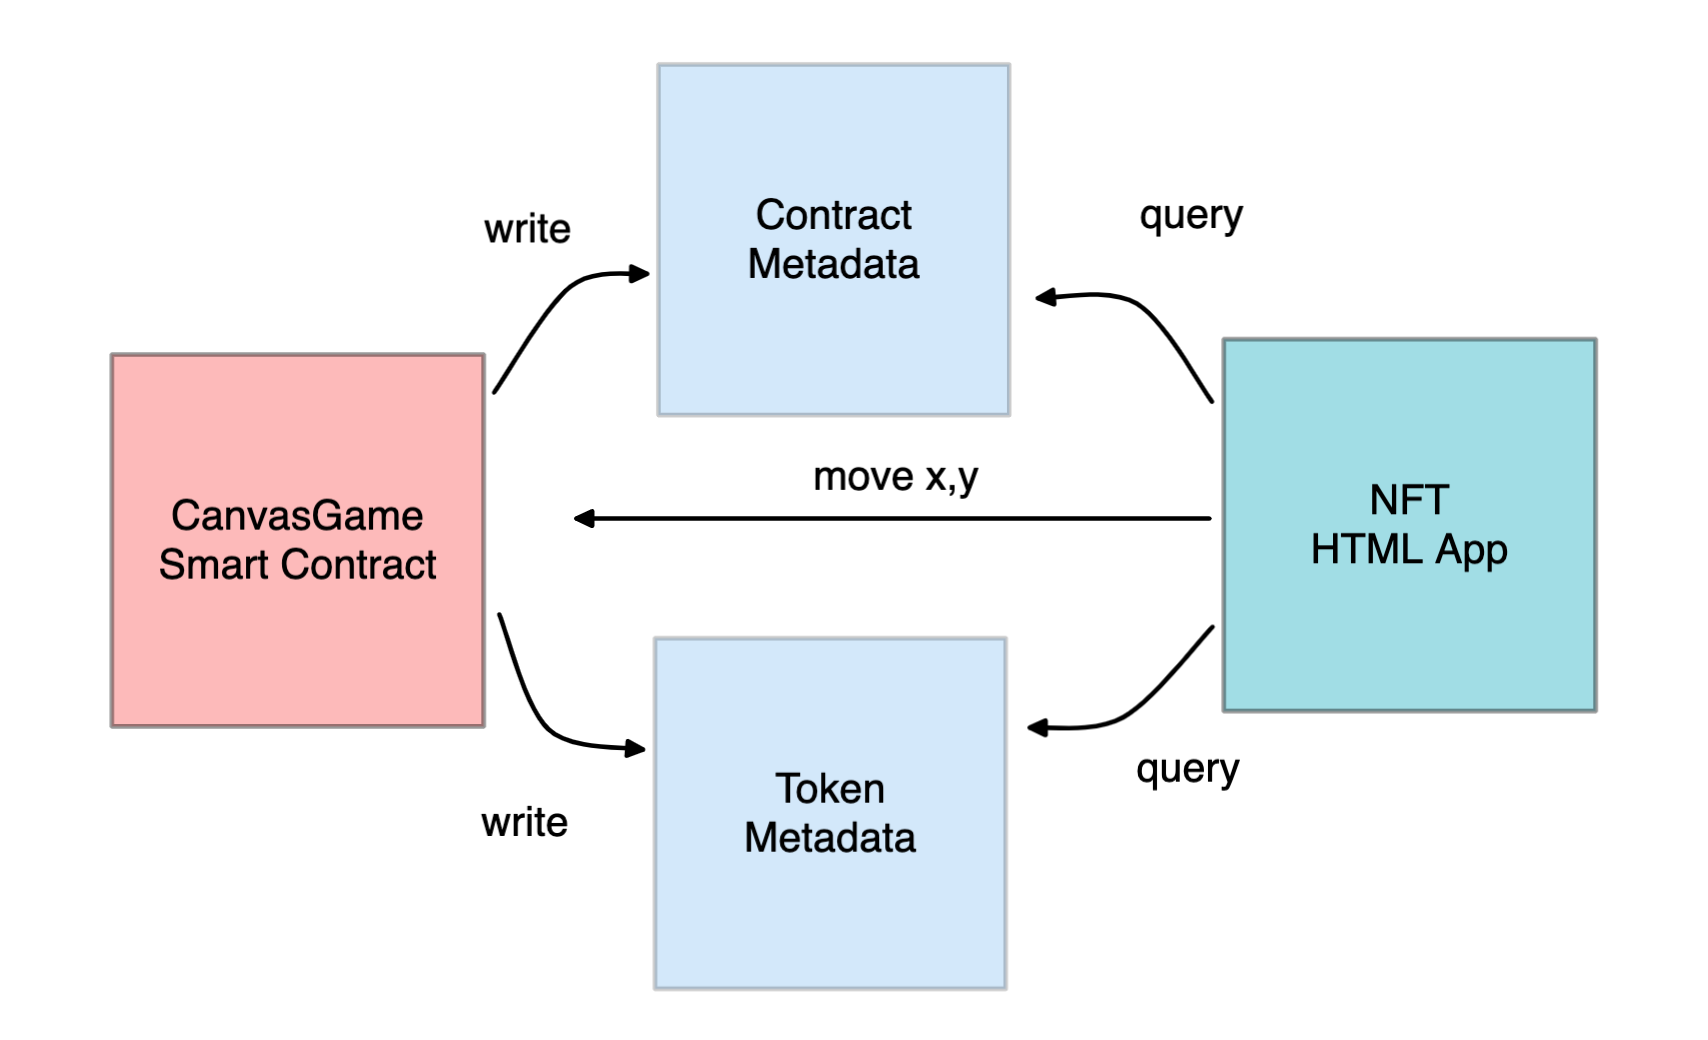 Contract
Metadata
write
query
move x,y
CanvasGame
Smart Contract
NFT
HTML App
Token
Metadata
write
query